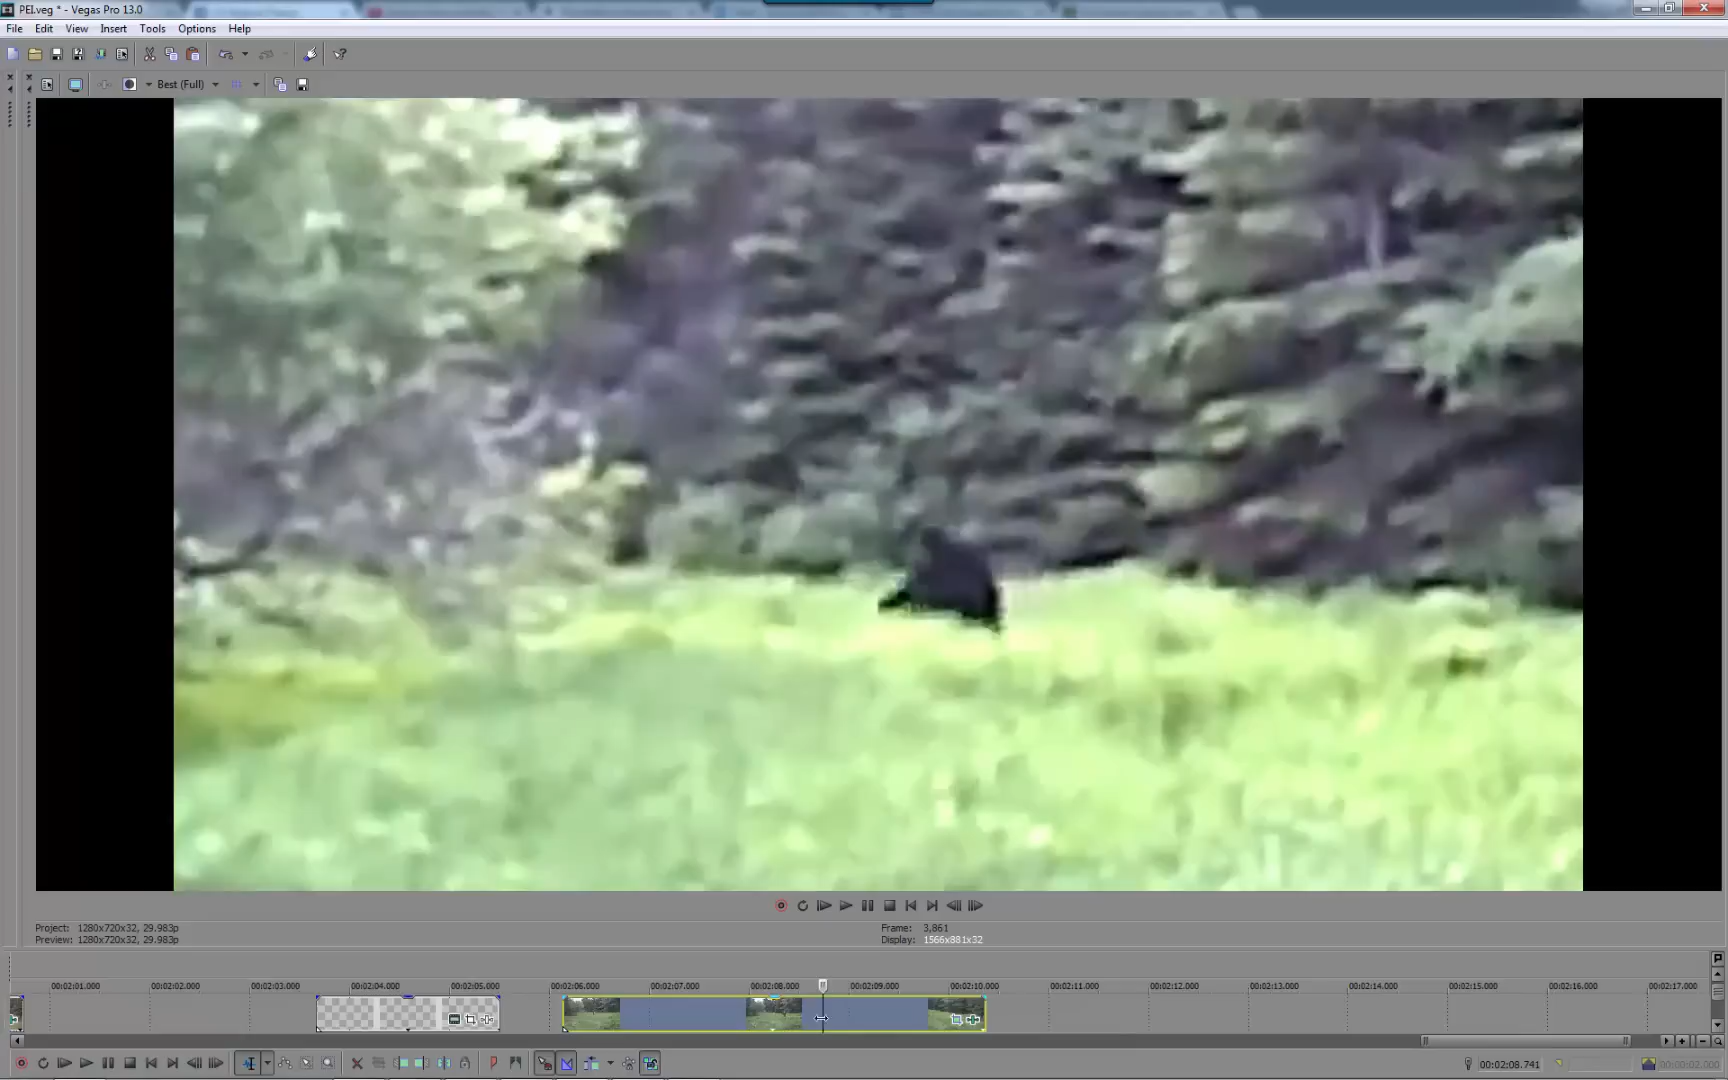 PEI.veg * - Vegas Pro 13.0
File Edit View Insert Tools Options Help
Best (Full)
Project: 1280x720x32, 29.983p
Preview: 1280x720x32, 29.983p
Frame: 3,861
Display: 1566x881x32
00:02:01.000 00:02:02.000 00:02:03.000 00:02:04.000 00:02:05.000 00:02:06.000 00:02:07.000 00:02:08.000 00:02:09.000 00:02:10.000 00:02:11.000 00:02:12.000 00:02:13.000 00:02:14.000 00:02:15.000 00:02:16.000 00:02:17.000
00:02:08.741 00:00:02.000